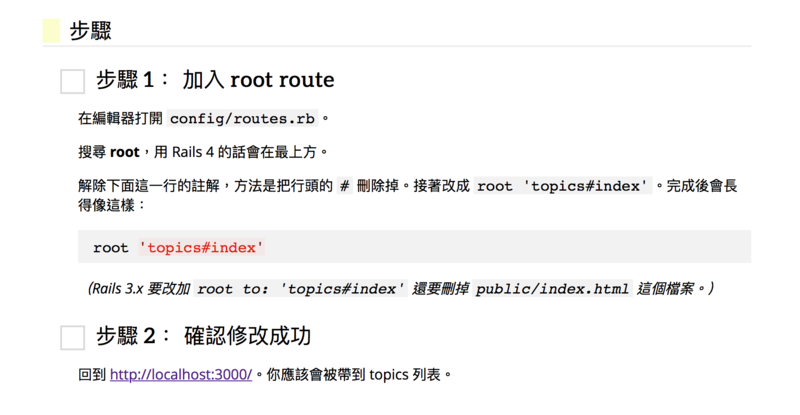 步驟
步驟 1： 加入 root route
在編輯器打開 config/routes.rb 。
搜尋 root，用 Rails 4 的話會在最上方。
解除下面這一行的註解，方法是把行頭的 # 刪除掉。接著改成 root 'topics#index' 。完成後會長
得像這樣：
root 'topics#index'
（Rails 3.x 要改加 root to: 'topics#index' 還要刪掉 public/index.html 這個檔案。）
步驟 2： 確認修改成功
回到 http://localhost:3000/。你應該會被帶到 topics 列表。